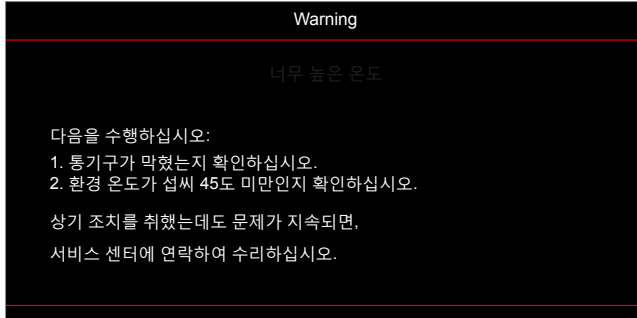 Warning
너무 높은 온도
다음을 수행하십시오:
1. 통기구가 막혔는지 확인하십시오.
2. 환경 온도가 섭씨 45도 미만인지 확인하십시오.
상기 조치를 취했는데도 문제가 지속되면,
서비스 센터에 연락하여 수리하십시오.